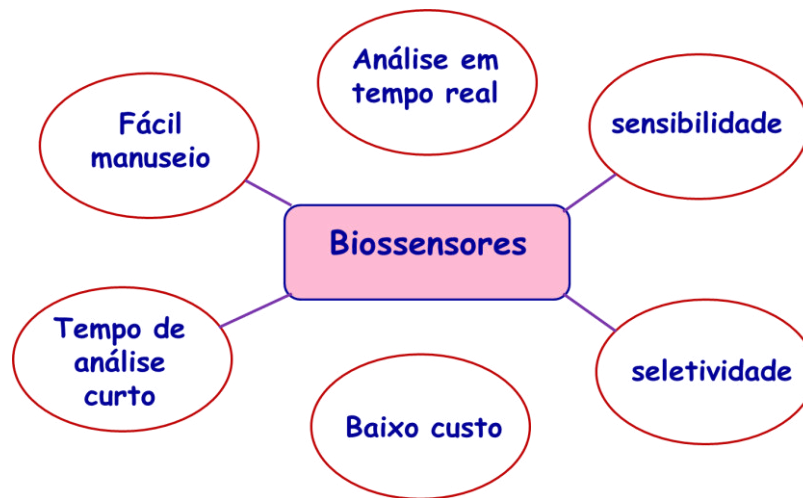 Análise em
tempo real
Fácil
manuseio
sensibilidade
Biossensores
Tempo de
análise
curto
seletividade
Baixo custo